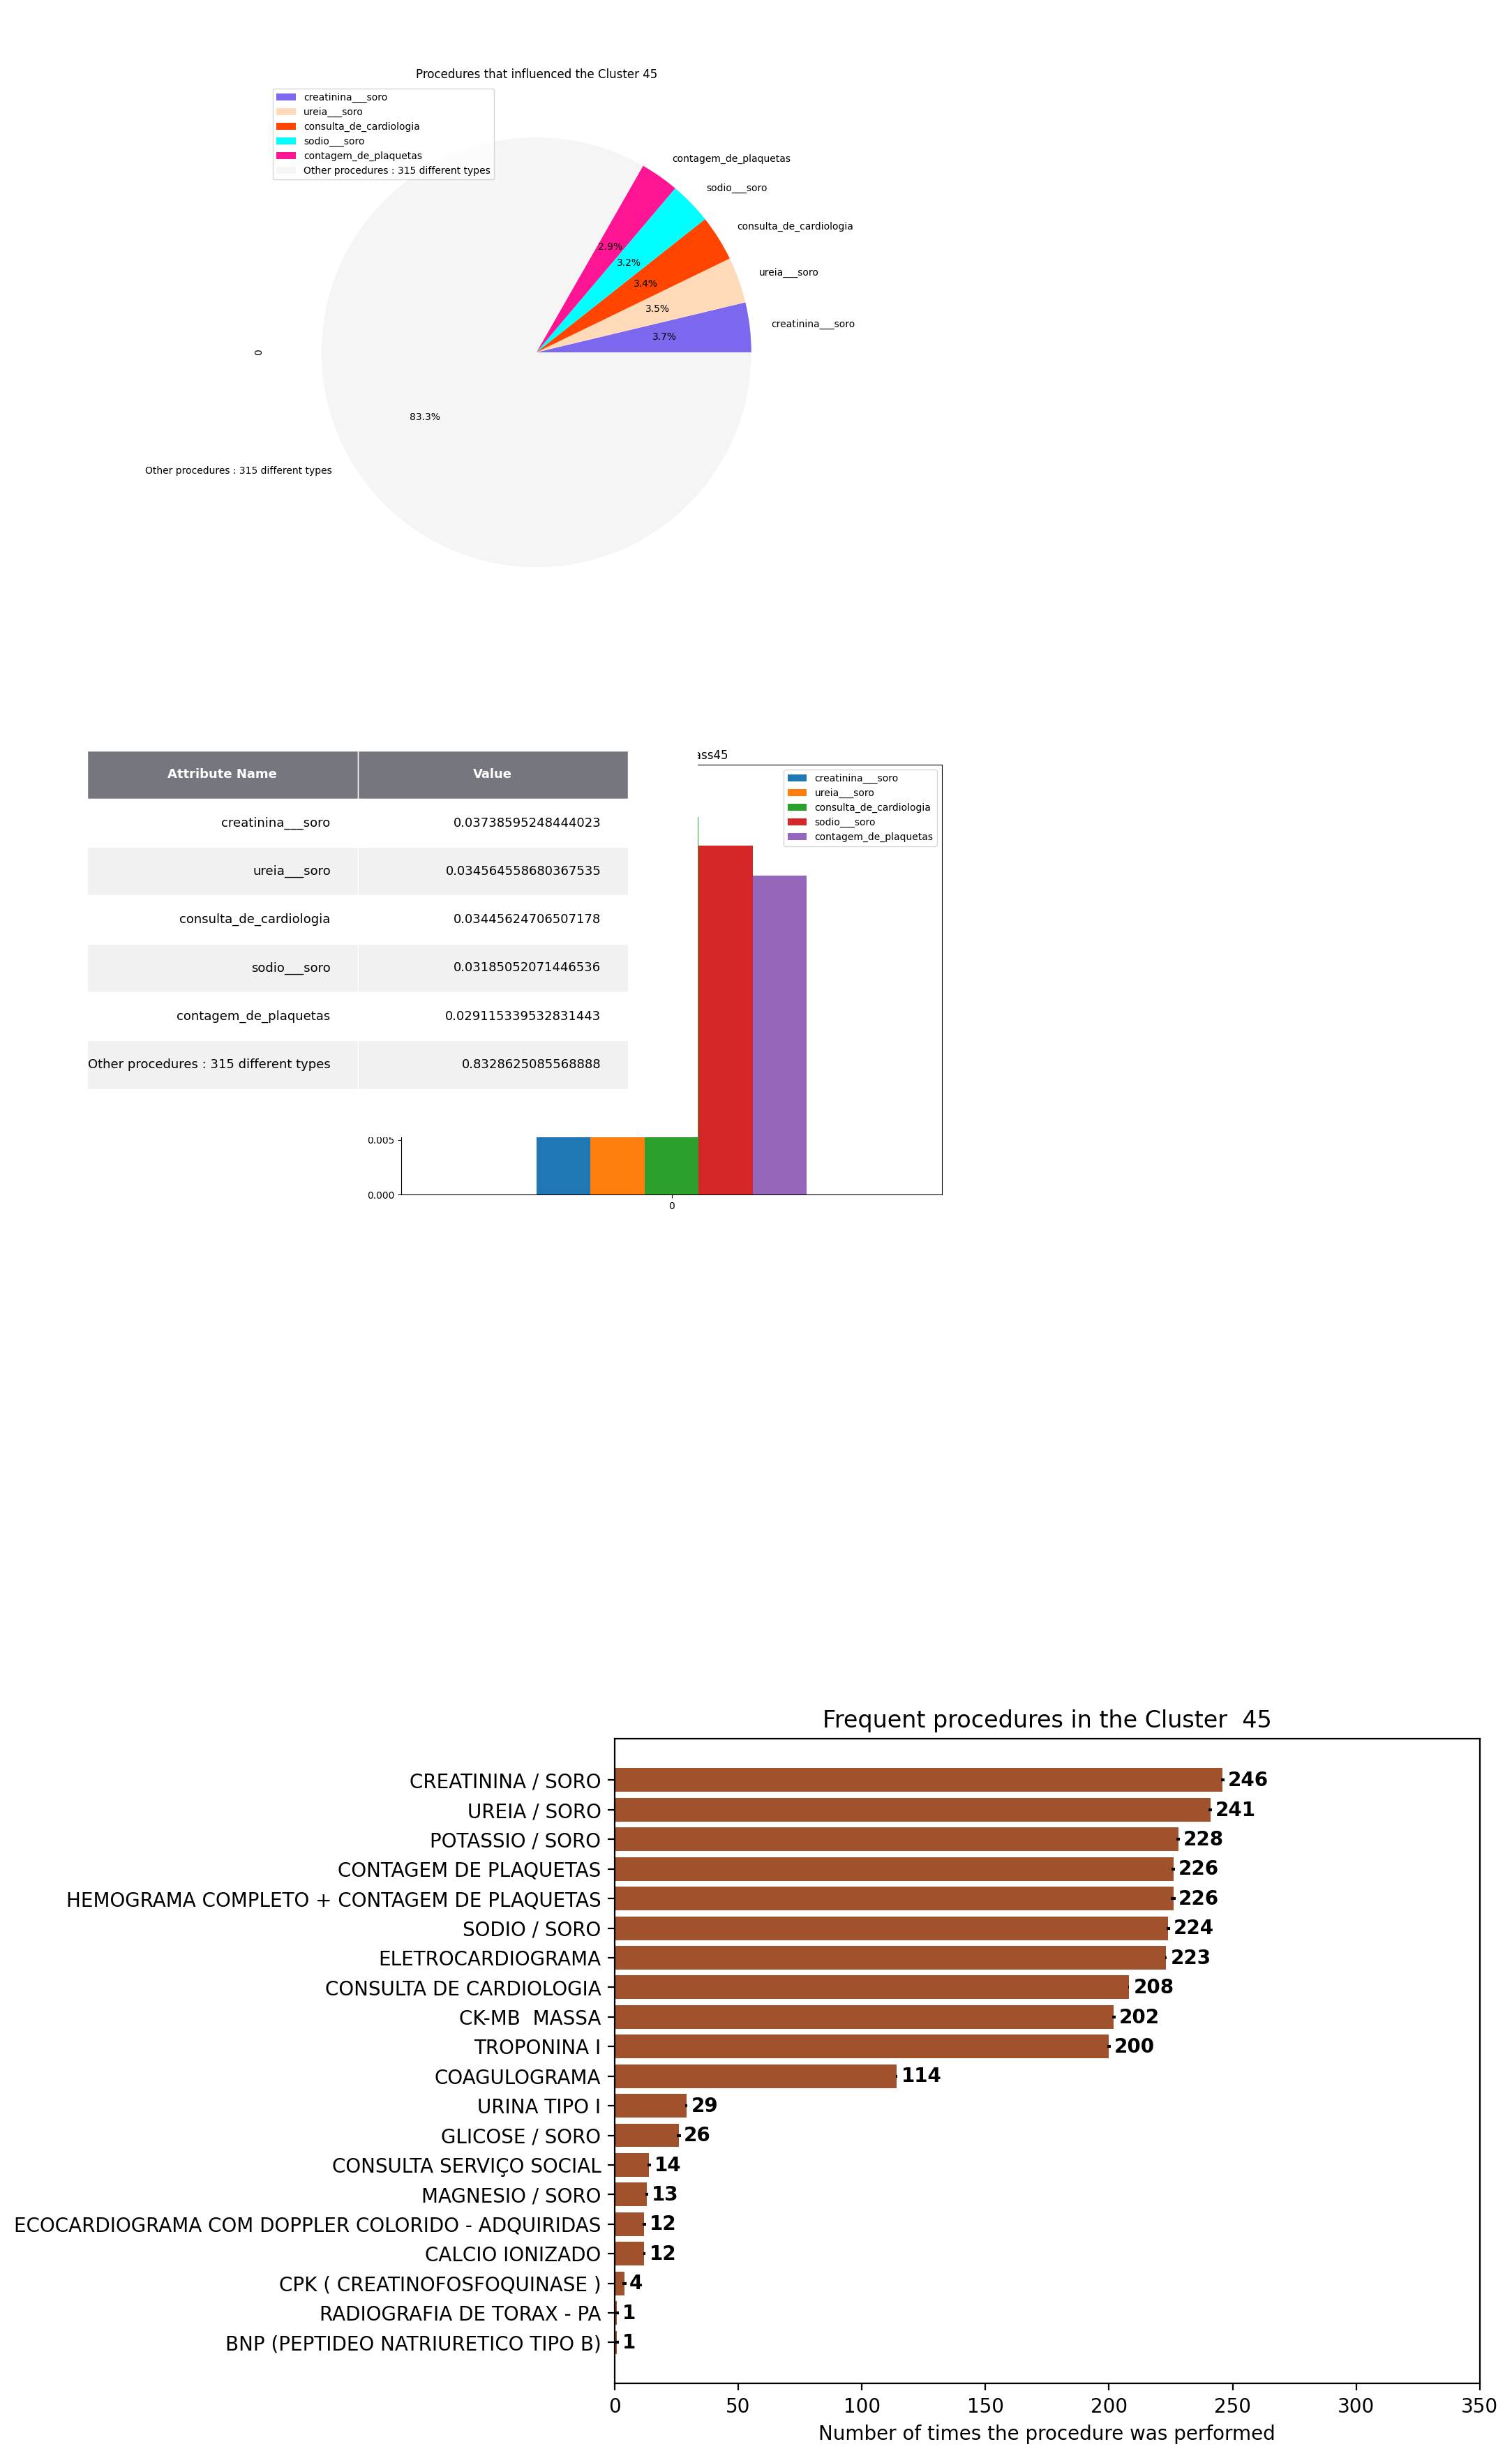 Procedures that influenced the Cluster 45
creatinina___soro
ureia___soro
consulta_de_cardiologia
sodio___soro
contagem_de_plaquetas
Other procedures : 315 different types
contagem_de_plaquetas
sodio___soro
consulta_de_cardiologia
ureia___soro
creatinina___soro
2.9%
3.2%
3.4%
3.5%
3.7%
0
83.3%
Other procedures : 315 different types
ass45
Attribute Name Value
creatinina___soro 0.03738595248444023
ureia___soro 0.034564558680367535
consulta_de_cardiologia 0.03445624706507178
sodio___soro 0.03185052071446536
contagem_de_plaquetas 0.029115339532831443
Other procedures : 315 different types 0.8328625085568888
creatinina___soro
ureia___soro
consulta_de_cardiologia
sodio___soro
contagem_de_plaquetas
0.005
0.000
0
Frequent procedures in the Cluster  45
CREATININA / SORO 246
UREIA / SORO 241
POTASSIO / SORO 228
CONTAGEM DE PLAQUETAS 226
HEMOGRAMA COMPLETO + CONTAGEM DE PLAQUETAS 226
SODIO / SORO 224
ELETROCARDIOGRAMA 223
CONSULTA DE CARDIOLOGIA 208
CK-MB  MASSA 202
TROPONINA I 200
COAGULOGRAMA 114
URINA TIPO I 29
GLICOSE / SORO 26
CONSULTA SERVIÇO SOCIAL 14
MAGNESIO / SORO 13
ECOCARDIOGRAMA COM DOPPLER COLORIDO - ADQUIRIDAS 12
CALCIO IONIZADO 12
CPK ( CREATINOFOSFOQUINASE ) 4
RADIOGRAFIA DE TORAX - PA 1
BNP (PEPTIDEO NATRIURETICO TIPO B) 1
0 50 100 150 200 250 300 350
Number of times the procedure was performed